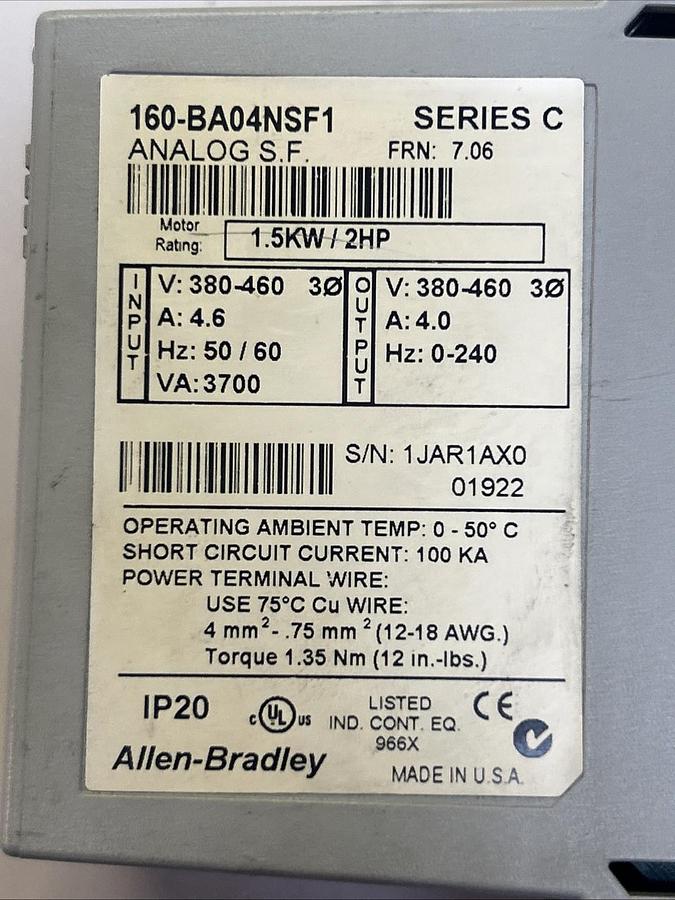 160-BA04NSF1 SERIES C
ANALOG S.F. FRN: 7.06
Motor Rating: 1.5KW / 2HP
INPUT
V: 380-460 3Ø
A: 4.6
Hz: 50 / 60
VA: 3700
OUTPUT
V: 380-460 3Ø
A: 4.0
Hz: 0-240
S/N: 1JAR1AX0
01922
OPERATING AMBIENT TEMP: 0 - 50° C
SHORT CIRCUIT CURRENT: 100 KA
POWER TERMINAL WIRE:
USE 75°C Cu WIRE:
4 mm² - .75 mm² (12-18 AWG.)
Torque 1.35 Nm (12 in.-lbs.)
IP20
c UL us
LISTED
IND. CONT. EQ.
966X
CE
Allen-Bradley
MADE IN U.S.A.